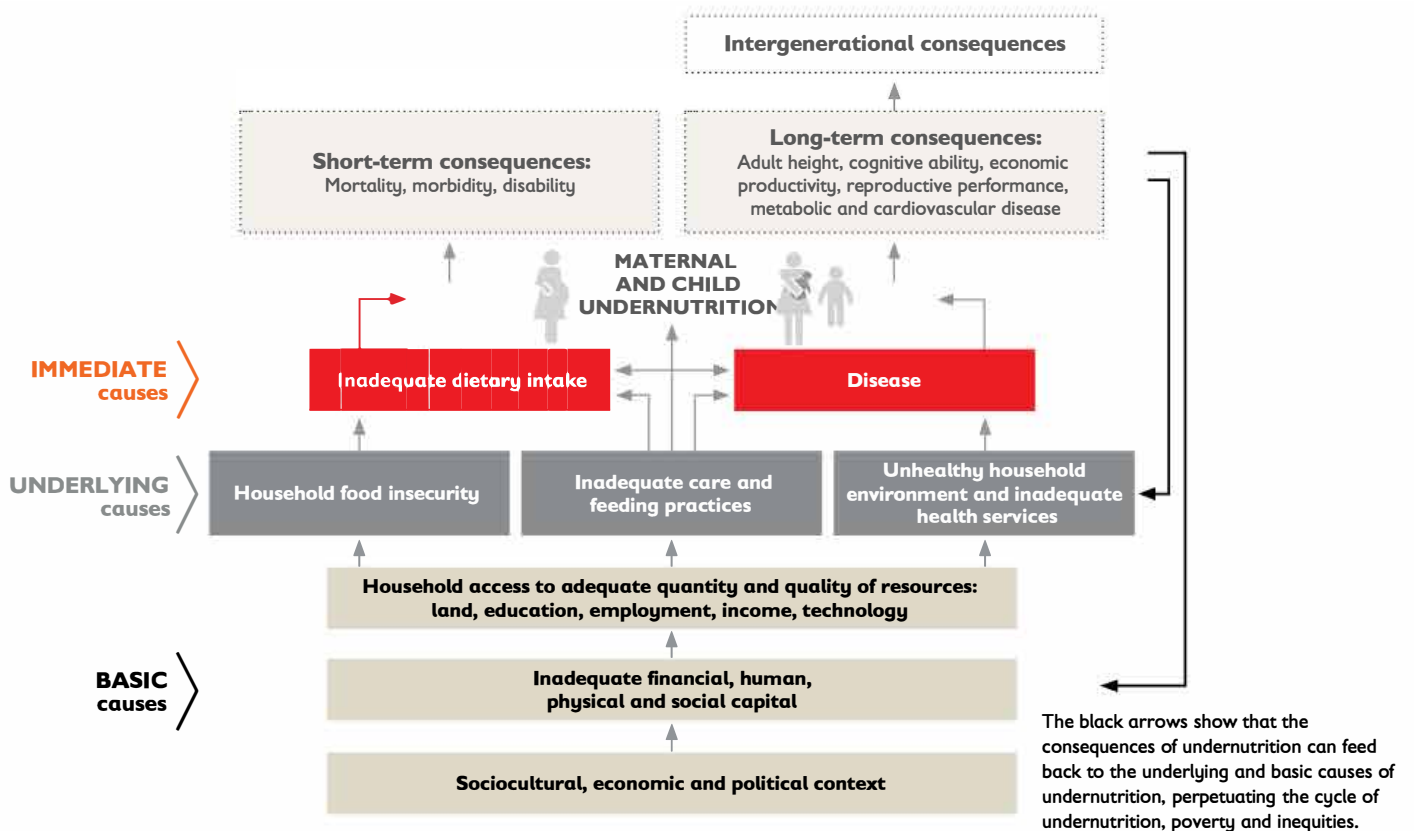 Intergenerational consequences
Short-term consequences:
Mortality, morbidity, disability
Long-term consequences:
Adult height, cognitive ability, economic
productivity, reproductive performance,
metabolic and cardiovascular disease
MATERNAL
AND CHILD
UNDERNUTRITION
IMMEDIATE
causes
Inadequate dietary intake
Disease
UNDERLYING
causes
Household food insecurity
Inadequate care and
feeding practices
Unhealthy household
environment and inadequate
health services
Household access to adequate quantity and quality of resources:
land, education, employment, income, technology
BASIC
causes
Inadequate financial, human,
physical and social capital
Sociocultural, economic and political context
The black arrows show that the
consequences of undernutrition can feed
back to the underlying and basic causes of
undernutrition, perpetuating the cycle of
undernutrition, poverty and inequities.